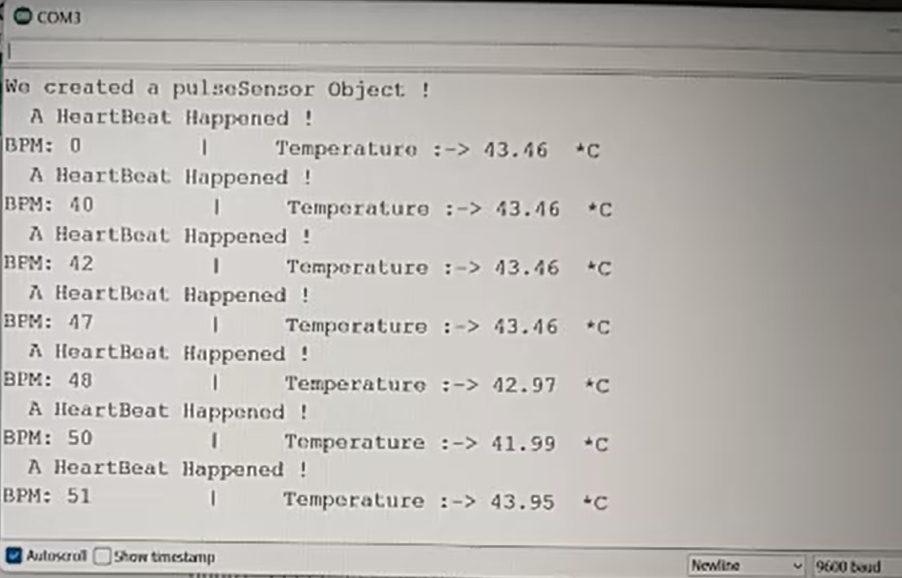 COM3
We created a pulseSensor Object !
A HeartBeat Happened !
BPM: 0 | Temperature :-> 43.46 *C
A HeartBeat Happened !
BPM: 40 | Temperature :-> 43.46 *C
A HeartBeat Happened !
BPM: 42 | Temperature :-> 43.46 *C
A HeartBeat Happened !
BPM: 47 | Temperature :-> 43.46 *C
A HeartBeat Happened !
BPM: 48 | Temperature :-> 42.97 *C
A HeartBeat Happened !
BPM: 50 | Temperature :-> 41.99 *C
A HeartBeat Happened !
BPM: 51 | Temperature :-> 43.95 *C
Autoscroll Show timestamp Newline 9600 baud